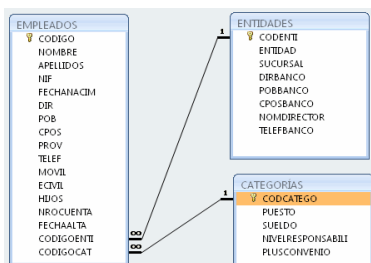 EMPLEADOS
CODIGO
NOMBRE
APELLIDOS
NIF
FECHANACIM
DIR
POB
CPOS
PROV
TELEF
MOVIL
ECIVIL
HIJOS
NROCUENTA
FECHAALTA
CODIGOENTI
CODIGOCAT
∞
∞
1
ENTIDADES
CODENTI
ENTIDAD
SUCURSAL
DIRBANCO
POBBANCO
CPOSBANCO
NOMDIRECTOR
TELEFBANCO
1
CATEGORÍAS
CODCATEGO
PUESTO
SUELDO
NIVELRESPONSABILI
PLUSCONVENIO